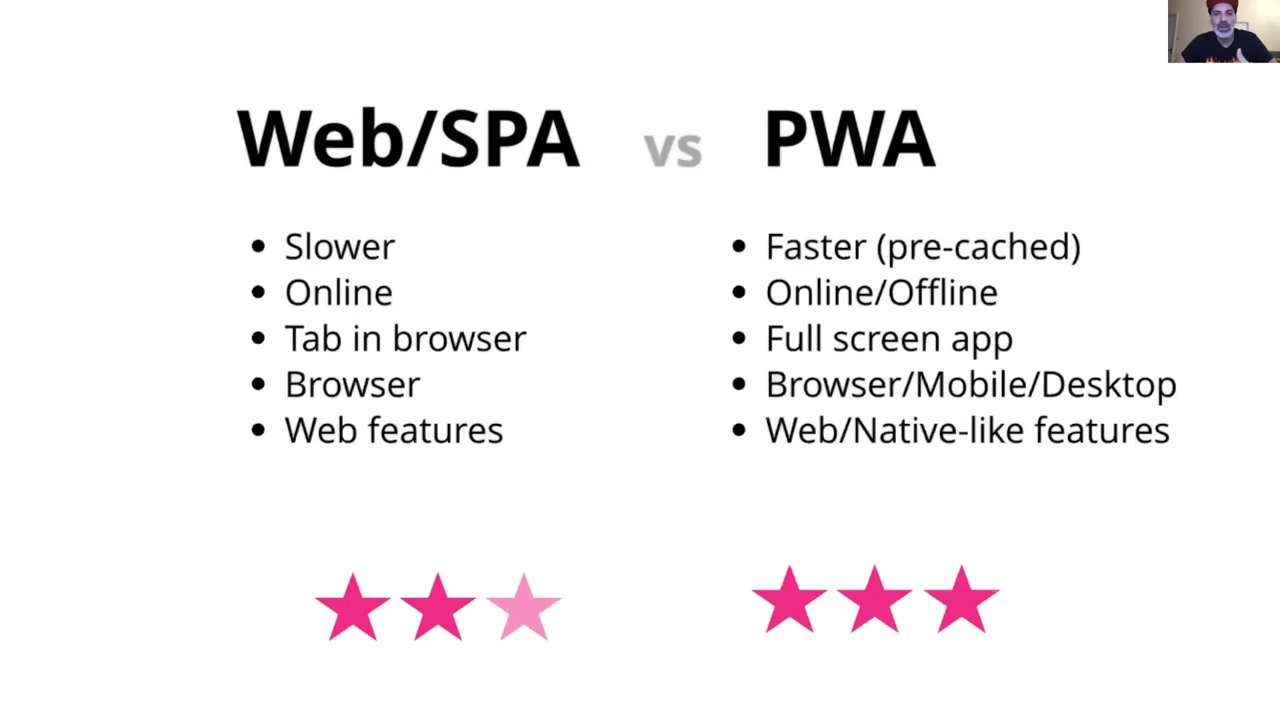 Web/SPA vs PWA
• Slower
• Online
• Tab in browser
• Browser
• Web features
• Faster (pre-cached)
• Online/Offline
• Full screen app
• Browser/Mobile/Desktop
• Web/Native-like features